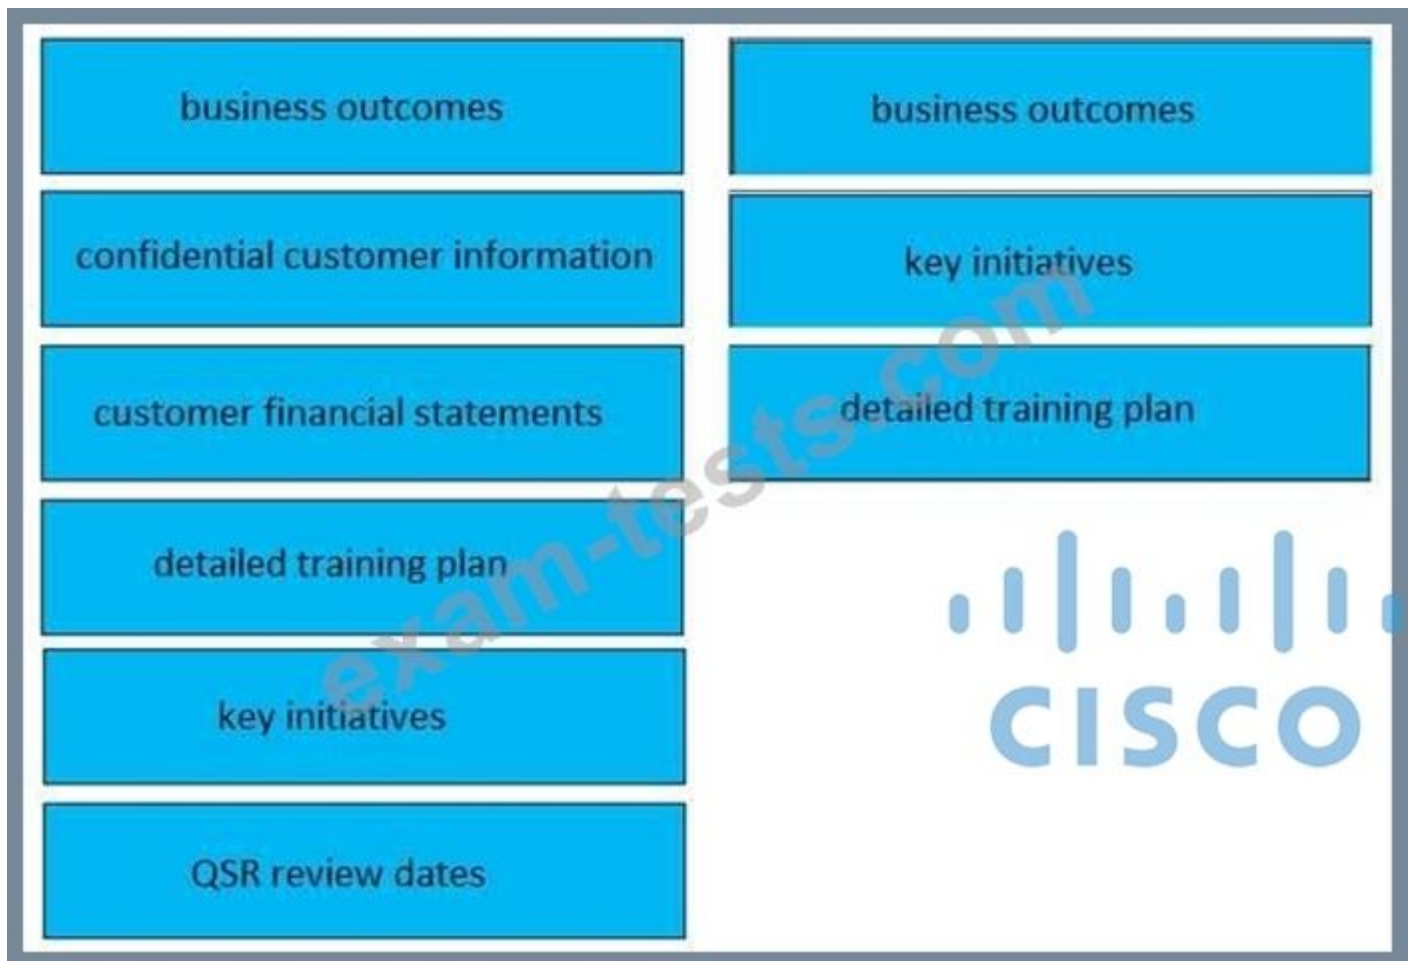 business outcomes
confidential customer information
customer financial statements
detailed training plan
key initiatives
QSR review dates
business outcomes
key initiatives
detailed training plan
exam-tests.com
CISCO